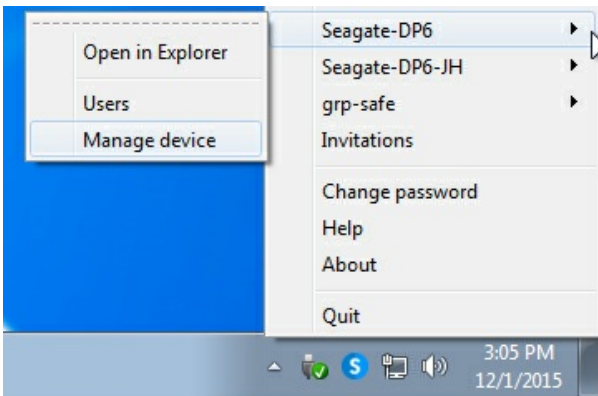 Open in Explorer
Users
Manage device
Seagate-DP6
Seagate-DP6-JH
grp-safe
Invitations
Change password
Help
About
Quit
S
3:05 PM
12/1/2015